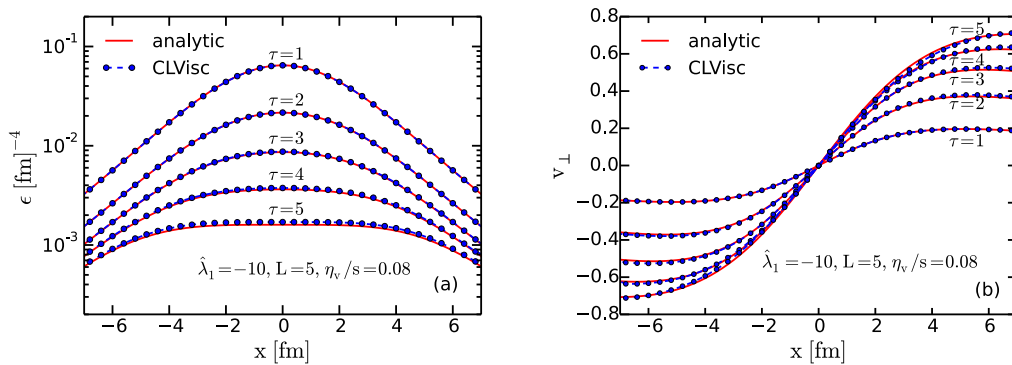 10⁻¹
10⁻²
10⁻³
ϵ [fm]⁻⁴
analytic
CLVisc
τ=1
τ=2
τ=3
τ=4
τ=5
λ̂₁=−10, L=5, ηᵥ/s=0.08
(a)
−6 −4 −2 0 2 4 6
x [fm]
0.8
0.6
0.4
0.2
0.0
−0.2
−0.4
−0.6
−0.8
v⊥
analytic
CLVisc
τ=5
τ=4
τ=3
τ=2
τ=1
λ̂₁=−10, L=5, ηᵥ/s=0.08
(b)
−6 −4 −2 0 2 4 6
x [fm]